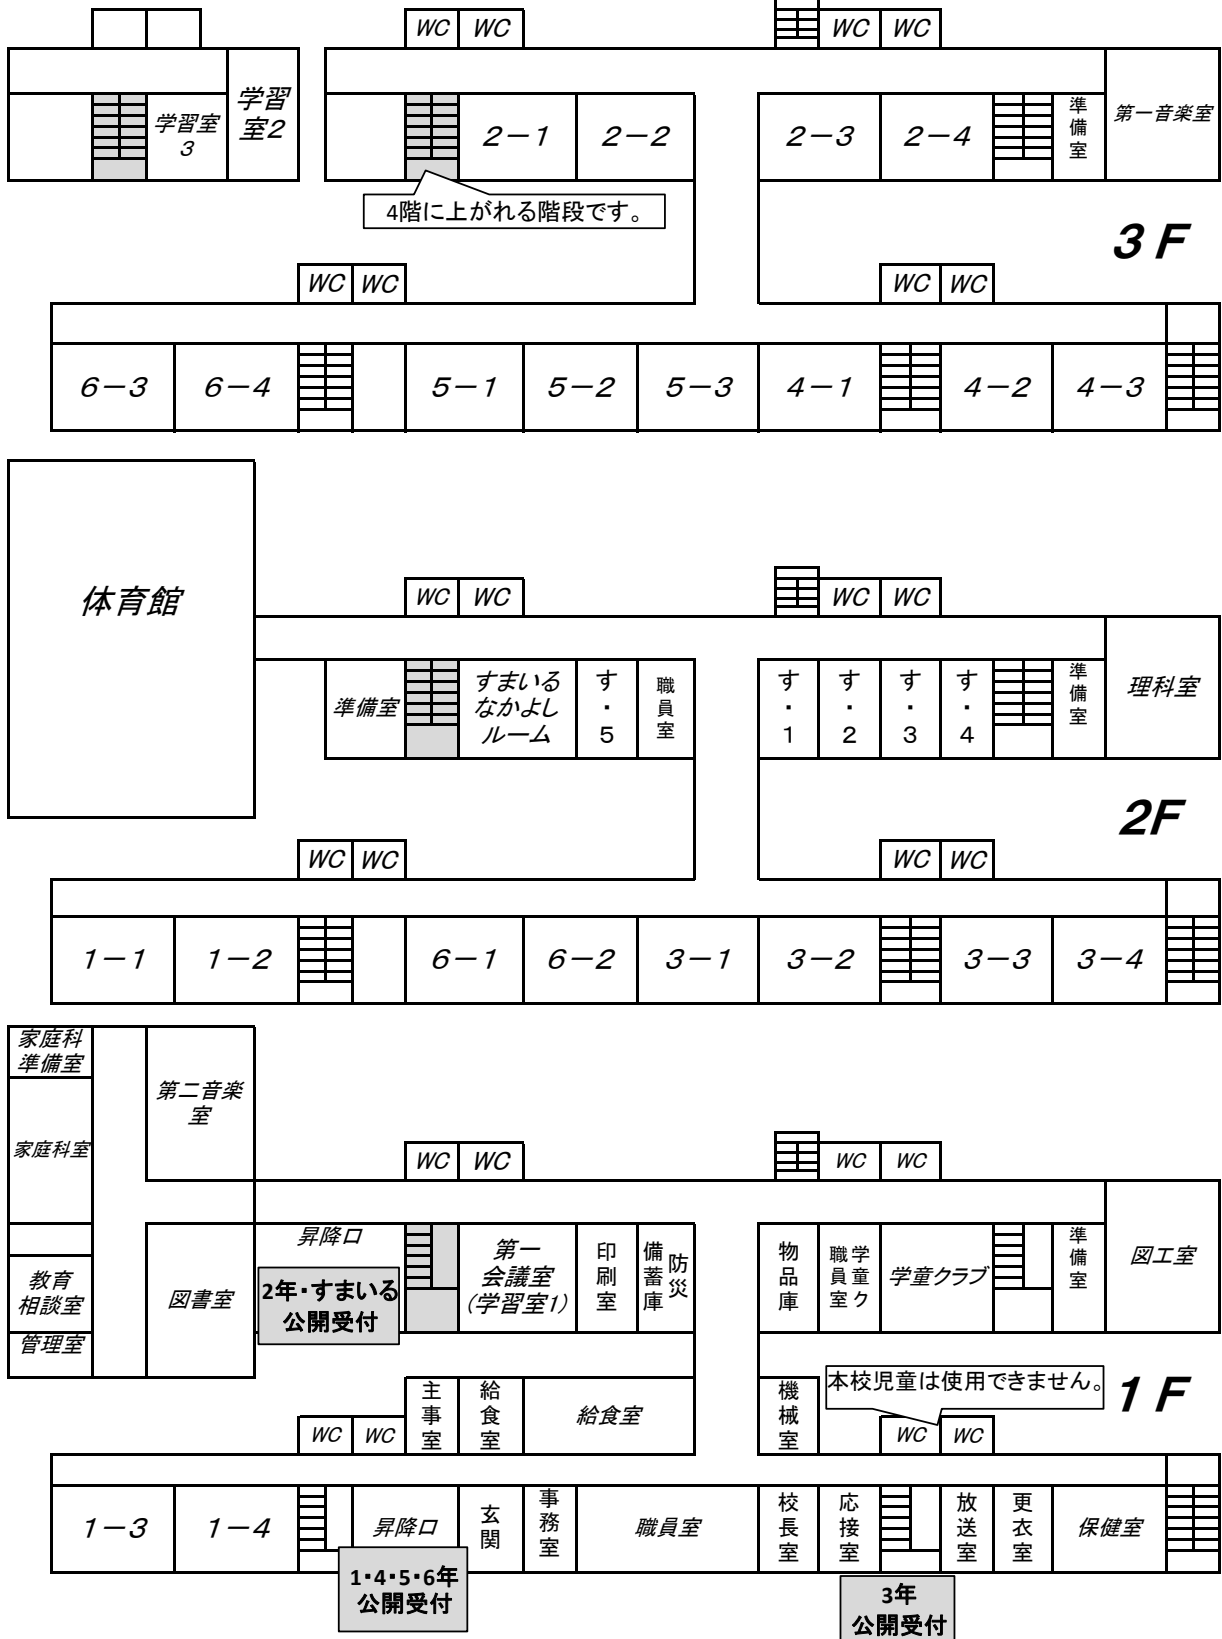 WC
WC
WC
WC
学習
室2
学習室
3
2-1
2-2
2-3
2-4
準備室
第一音楽室
4階に上がれる階段です。
3F
WC
WC
WC
WC
6-3
6-4
5-1
5-2
5-3
4-1
4-2
4-3
体育館
WC
WC
WC
WC
準備室
すまいる
なかよし
ルーム
す・5
職員室
す・1
す・2
す・3
す・4
準備室
理科室
2F
WC
WC
WC
WC
1-1
1-2
6-1
6-2
3-1
3-2
3-3
3-4
家庭科
準備室
第二音楽
室
家庭科室
WC
WC
WC
WC
昇降口
2年・すまいる
公開受付
第一
会議室
(学習室1)
印刷室
防災
備蓄庫
物品庫
学童ク
職員室
学童クラブ
準備室
図工室
教育
相談室
図書室
管理室
主事室
給食室
給食室
機械室
本校児童は使用できません。
1F
WC
WC
WC
WC
1-3
1-4
昇降口
玄関
事務室
職員室
校長室
応接室
放送室
更衣室
保健室
1・4・5・6年
公開受付
3年
公開受付